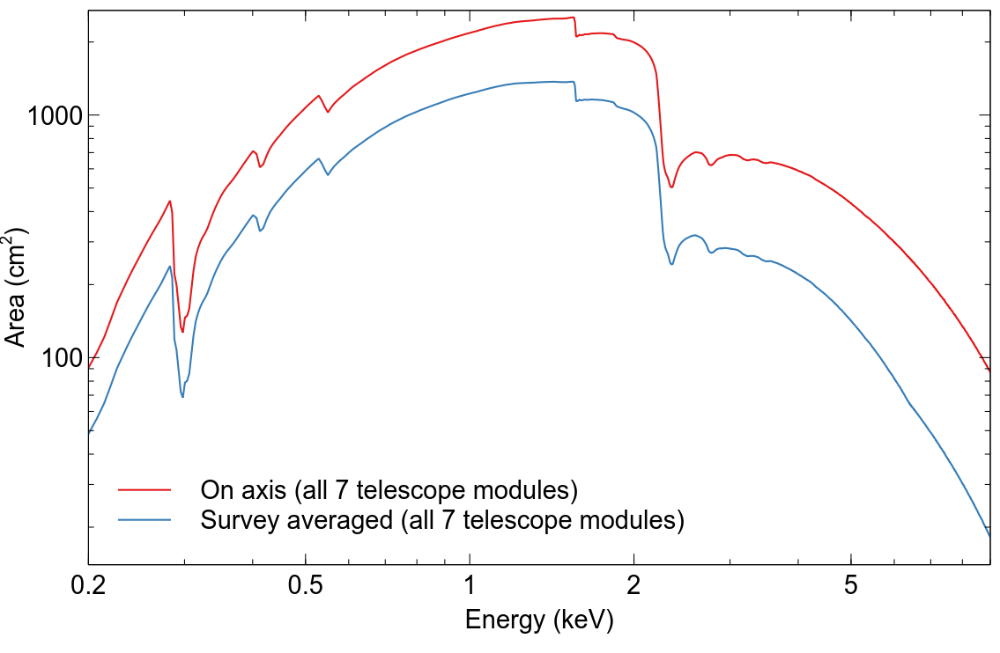 1000
100
Area (cm²)
On axis (all 7 telescope modules)
Survey averaged (all 7 telescope modules)
0.2 0.5 1 2 5
Energy (keV)